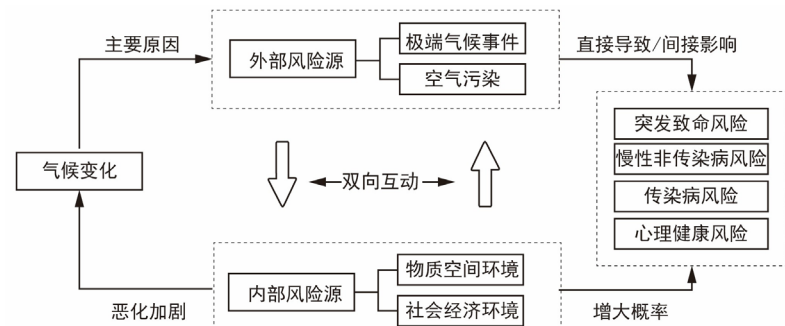 主要原因
外部风险源
极端气候事件
空气污染
直接导致/间接影响
气候变化
双向互动
突发致命风险
慢性非传染病风险
传染病风险
心理健康风险
恶化加剧
内部风险源
物质空间环境
社会经济环境
增大概率